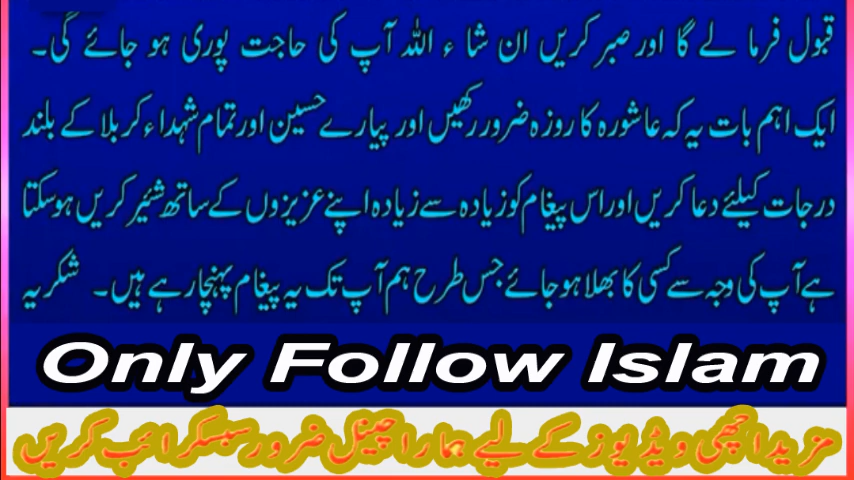 قبول فرما لے گا اور صبر کریں ان شاء اللہ آپ کی حاجت پوری ہو جائے گی۔
ایک اہم بات یہ کہ عاشورہ کا روزہ ضرور رکھیں اور پیارے حسین اور تمام شہداء کربلا کے بلند
درجات کیلئے دعا کریں اور اس پیغام کو زیادہ سے زیادہ اپنے عزیزوں کے ساتھ شئیر کریں ہو سکتا
ہے آپ کی وجہ سے کسی کا بھلا ہو جائے جس طرح ہم آپ تک یہ پیغام پہنچا رہے ہیں۔ شکریہ
Only Follow Islam
مزید اچھی ویڈیوز کے لیے ہمارا چینل ضرور سبسکرائب کریں